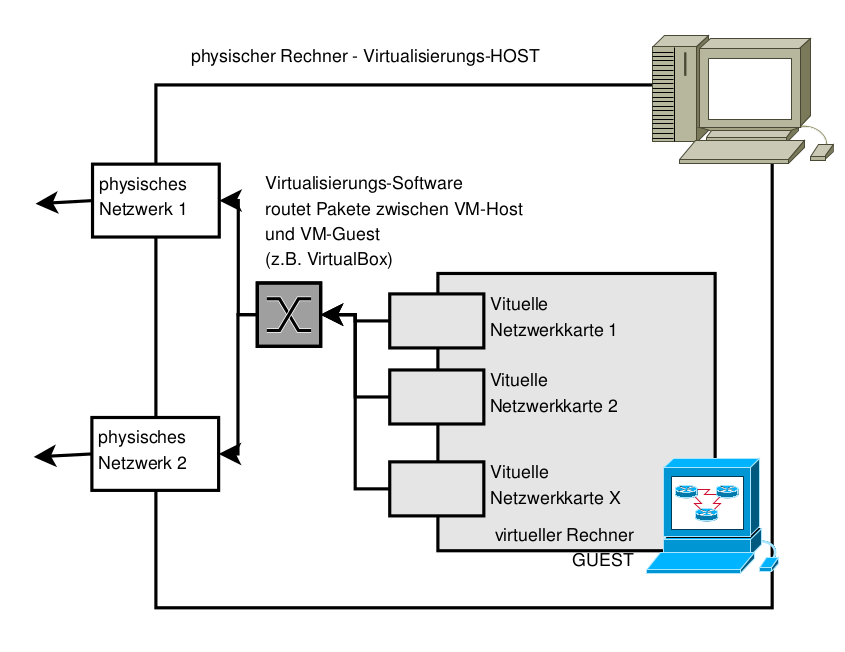 physischer Rechner - Virtualisierungs-HOST
physisches
Netzwerk 1
Virtualisierungs-Software
routet Pakete zwischen VM-Host
und VM-Guest
(z.B. VirtualBox)
Vituelle
Netzwerkkarte 1
Vituelle
Netzwerkkarte 2
physisches
Netzwerk 2
Vituelle
Netzwerkkarte X
virtueller Rechner
GUEST